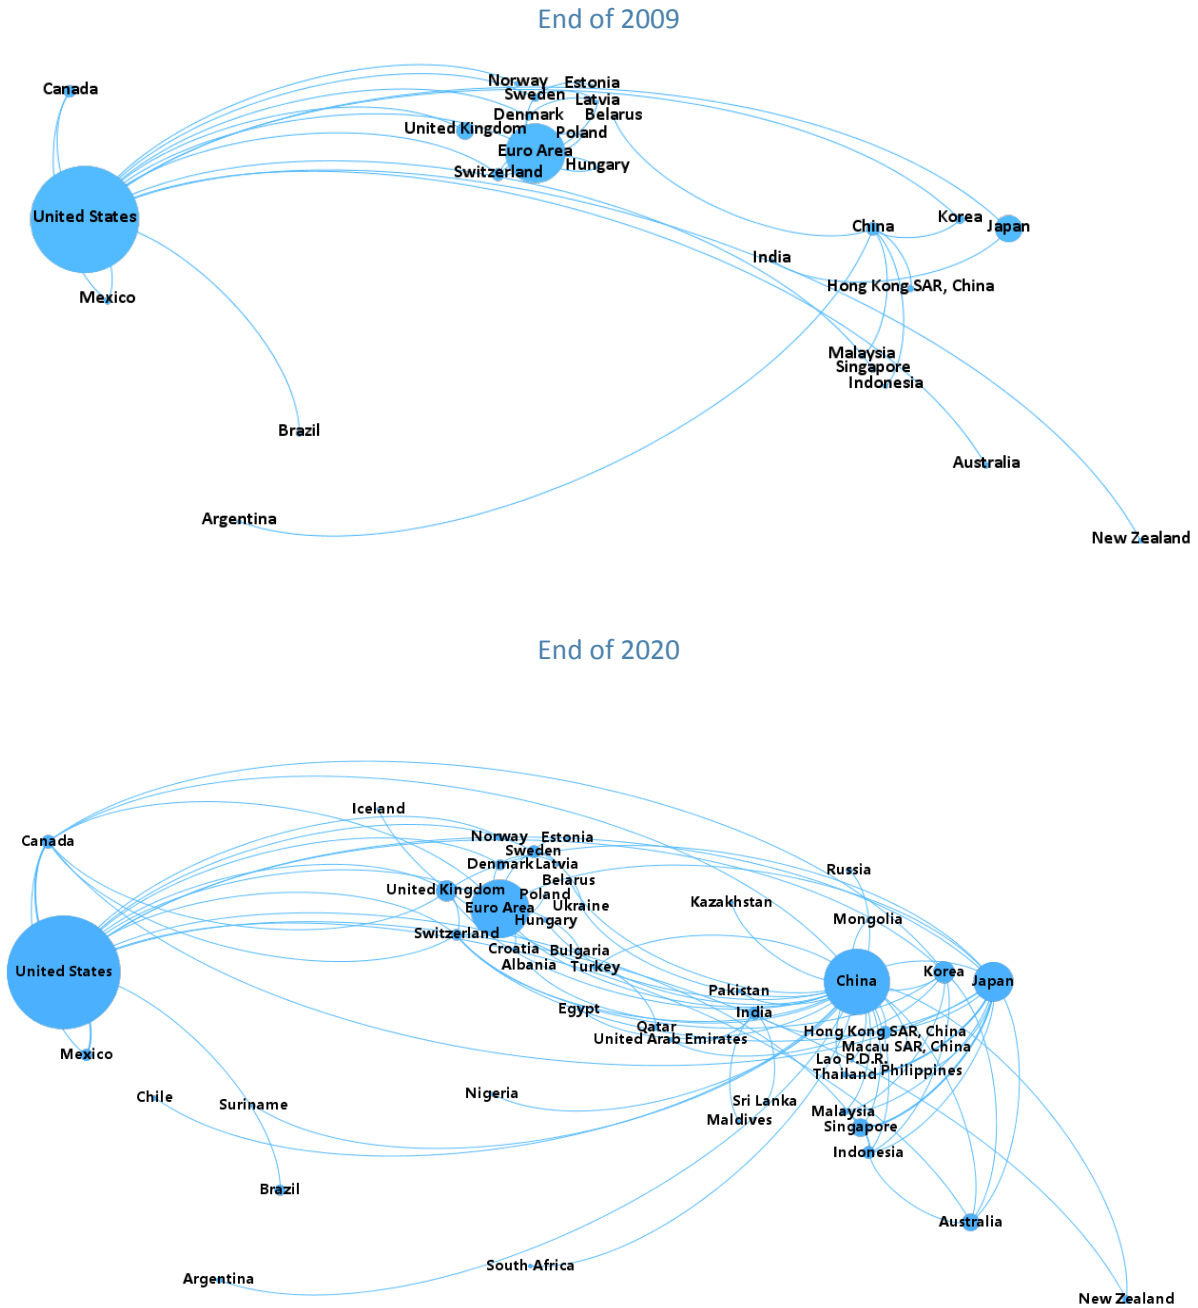 End of 2009
Norway
Estonia
Canada
Sweden
Latvia
Denmark
Belarus
United Kingdom
Poland
Euro Area
Hungary
Switzerland
United States
Korea
China
Japan
India
Hong Kong SAR, China
Mexico
Malaysia
Singapore
Indonesia
Brazil
Australia
Argentina
New Zealand
End of 2020
Iceland
Norway
Estonia
Canada
Sweden
Denmark
Latvia
Russia
Belarus
United Kingdom
Poland
Kazakhstan
Euro Area
Ukraine
Hungary
Mongolia
Switzerland
Croatia
Bulgaria
Albania
Turkey
United States
Korea
China
Japan
Pakistan
Egypt
India
Qatar
Hong Kong SAR, China
United Arab Emirates
Macau SAR, China
Mexico
Lao P.D.R.
Thailand
Philippines
Nigeria
Chile
Suriname
Sri Lanka
Malaysia
Maldives
Singapore
Indonesia
Brazil
Australia
South Africa
Argentina
New Zealand